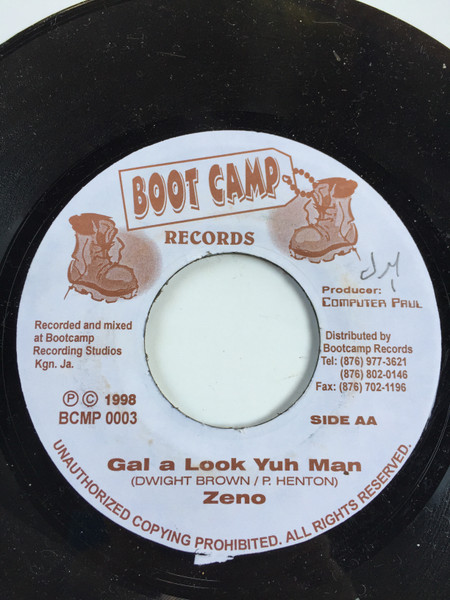 BOOT CAMP
RECORDS
Producer:
COMPUTER PAUL
Recorded and mixed
at Bootcamp
Recording Studios
Kgn. Ja.
Distributed by
Bootcamp Records
Tel: (876) 977-3621
(876) 802-0146
Fax: (876) 702-1196
Ⓟ © 1998
BCMP 0003
SIDE AA
Gal a Look Yuh Man
(DWIGHT BROWN / P. HENTON)
Zeno
UNAUTHORIZED COPYING PROHIBITED. ALL RIGHTS RESERVED.